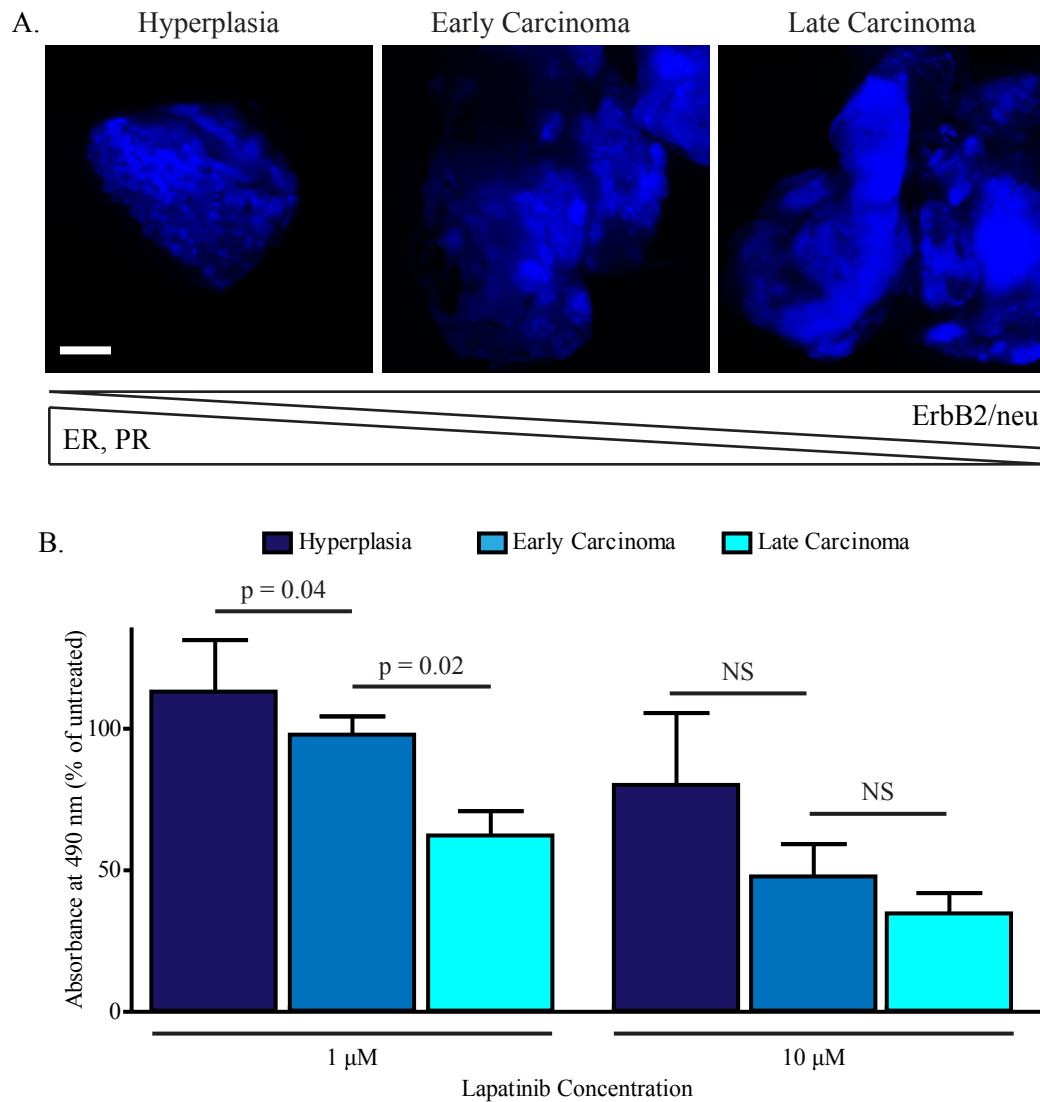 A.
Hyperplasia Early Carcinoma Late Carcinoma
ErbB2/neu
ER, PR
B.
Hyperplasia Early Carcinoma Late Carcinoma
p = 0.04
p = 0.02
NS
NS
Absorbance at 490 nm (% of untreated)
100
50
0
1 μM 10 μM
Lapatinib Concentration